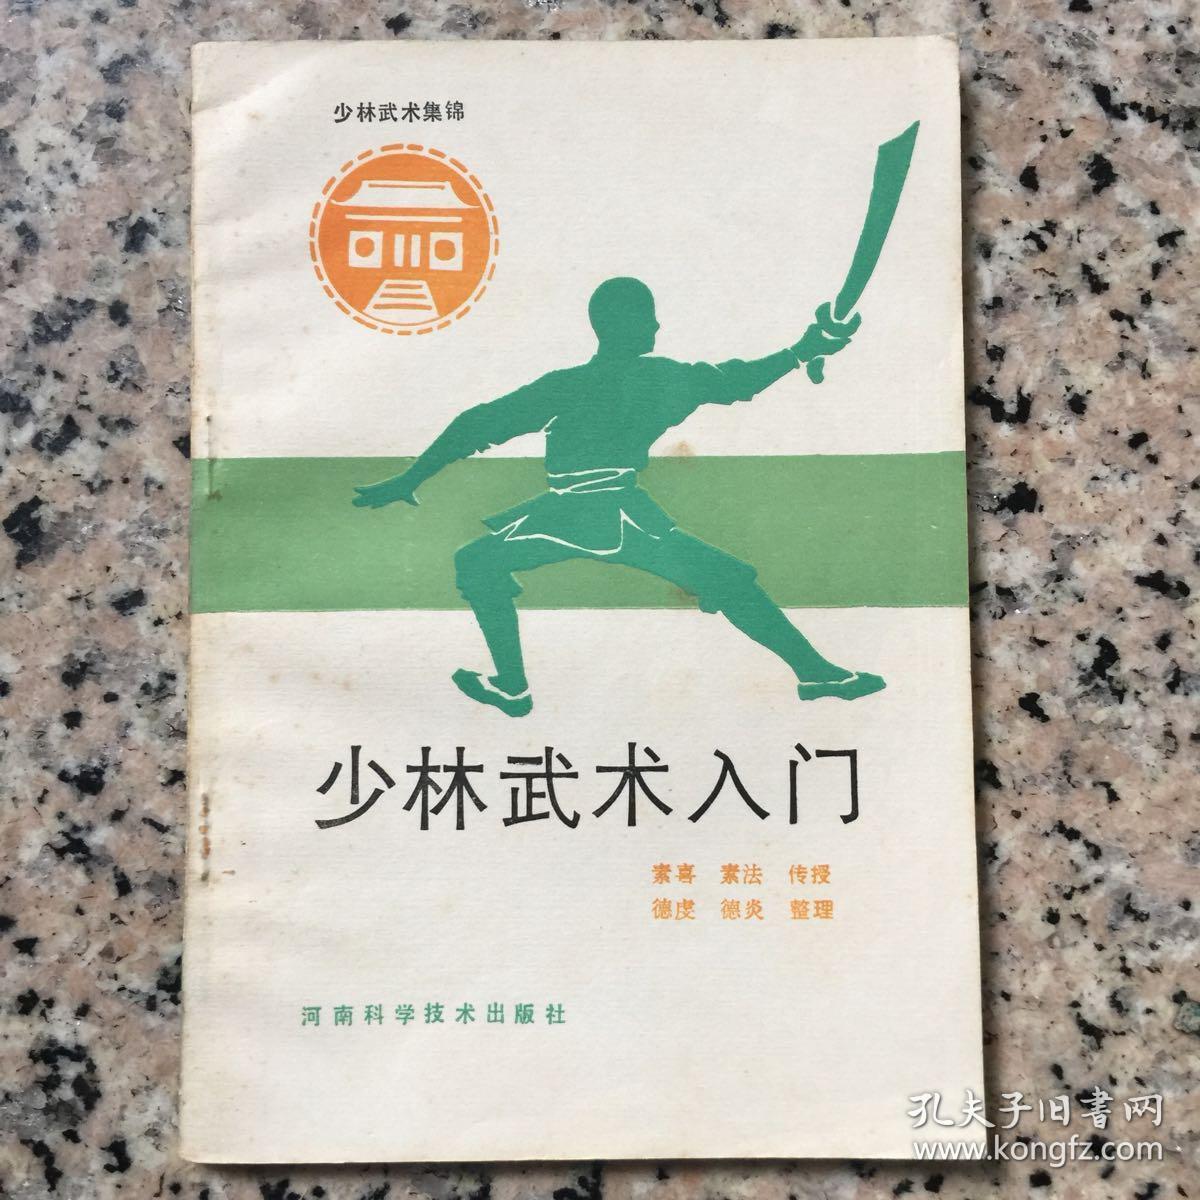 少林武术集锦
少林武术入门
素喜 素法 传授
德虔 德炎 整理
河南科学技术出版社
孔夫子旧書网
www.kongfz.com